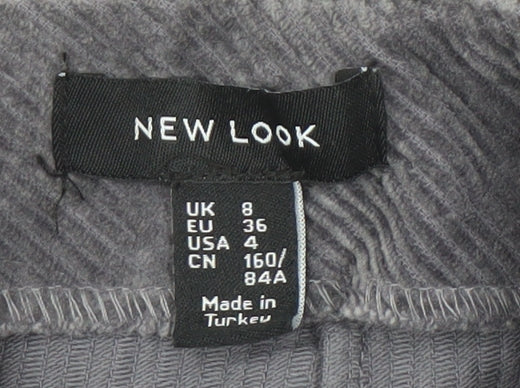 NEW LOOK
UK 8
EU 36
USA 4
CN 160/
84A
Made in
Turkey